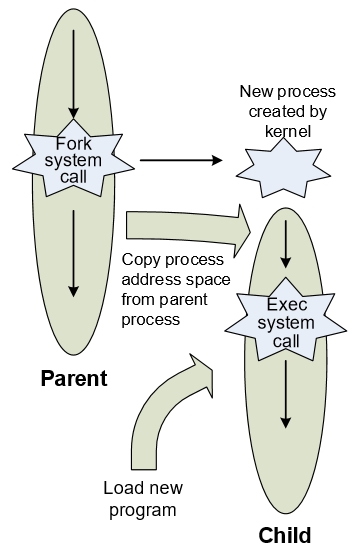 New process
created by
kernel
Fork
system
call
Copy process
address space
from parent
process
Exec
system
call
Parent
Load new
program
Child